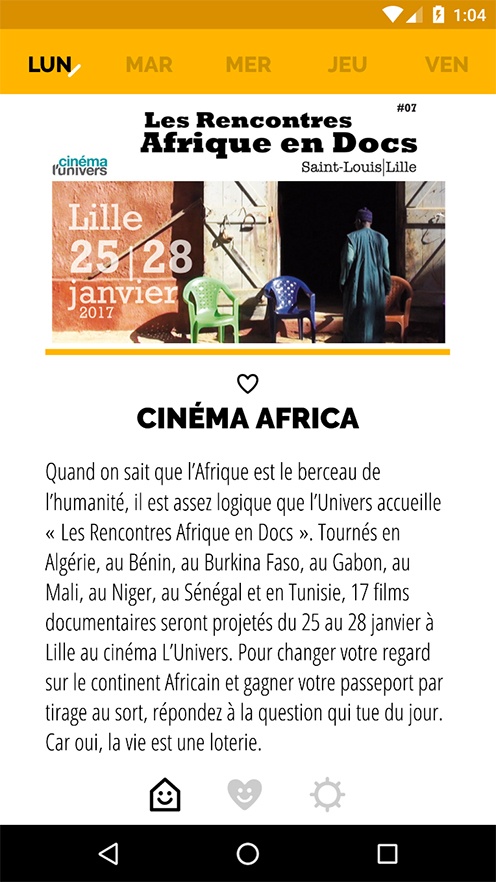 1:04
LUN MAR MER JEU VEN
#07
Les Rencontres
Afrique en Docs
Saint-Louis|Lille
cinéma
l'univers
Lille
25|28
janvier
2017
CINÉMA AFRICA
Quand on sait que l’Afrique est le berceau de
l’humanité, il est assez logique que l’Univers accueille
« Les Rencontres Afrique en Docs ». Tournés en
Algérie, au Bénin, au Burkina Faso, au Gabon, au
Mali, au Niger, au Sénégal et en Tunisie, 17 films
documentaires seront projetés du 25 au 28 janvier à
Lille au cinéma L’Univers. Pour changer votre regard
sur le continent Africain et gagner votre passeport par
tirage au sort, répondez à la question qui tue du jour.
Car oui, la vie est une loterie.